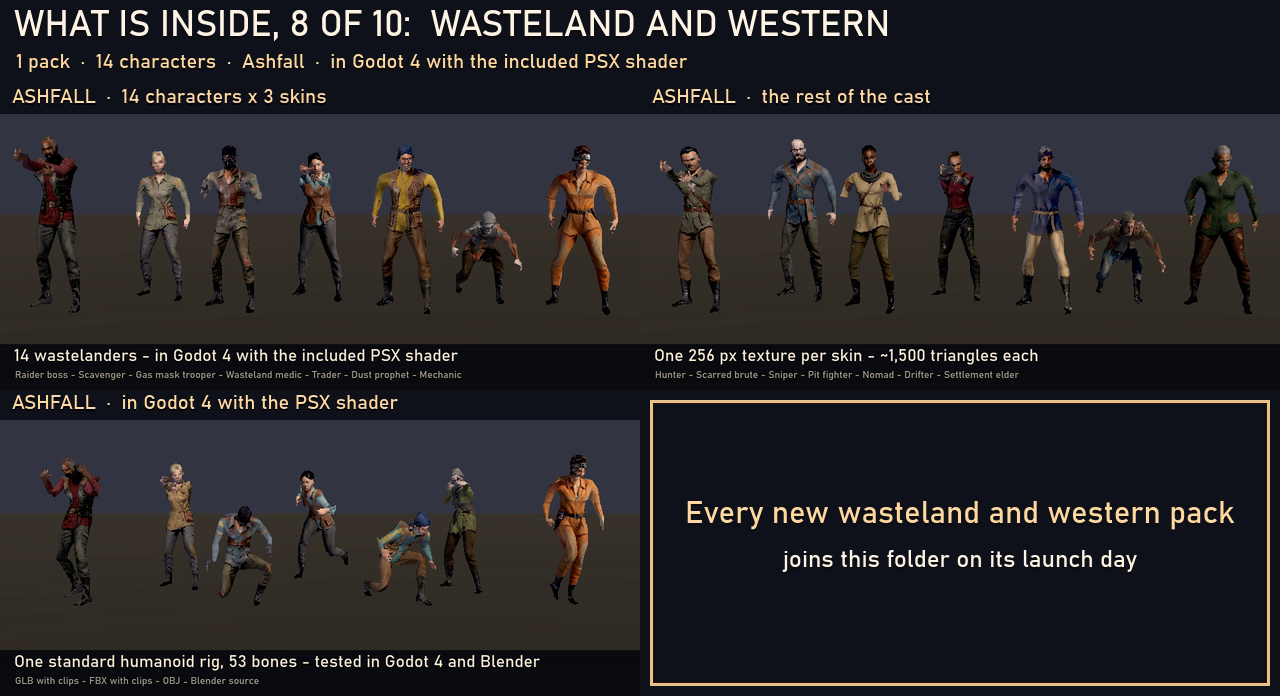 WHAT IS INSIDE, 8 OF 10: WASTELAND AND WESTERN
1 pack · 14 characters · Ashfall · in Godot 4 with the included PSX shader
ASHFALL · 14 characters x 3 skins
ASHFALL · the rest of the cast
14 wastelanders - in Godot 4 with the included PSX shader
Raider boss - Scavenger - Gas mask trooper - Wasteland medic - Trader - Dust prophet - Mechanic
One 256 px texture per skin - ~1,500 triangles each
Hunter - Scarred brute - Sniper - Pit fighter - Nomad - Drifter - Settlement elder
ASHFALL · in Godot 4 with the PSX shader
One standard humanoid rig, 53 bones - tested in Godot 4 and Blender
GLB with clips - FBX with clips - OBJ - Blender source
Every new wasteland and western pack
joins this folder on its launch day